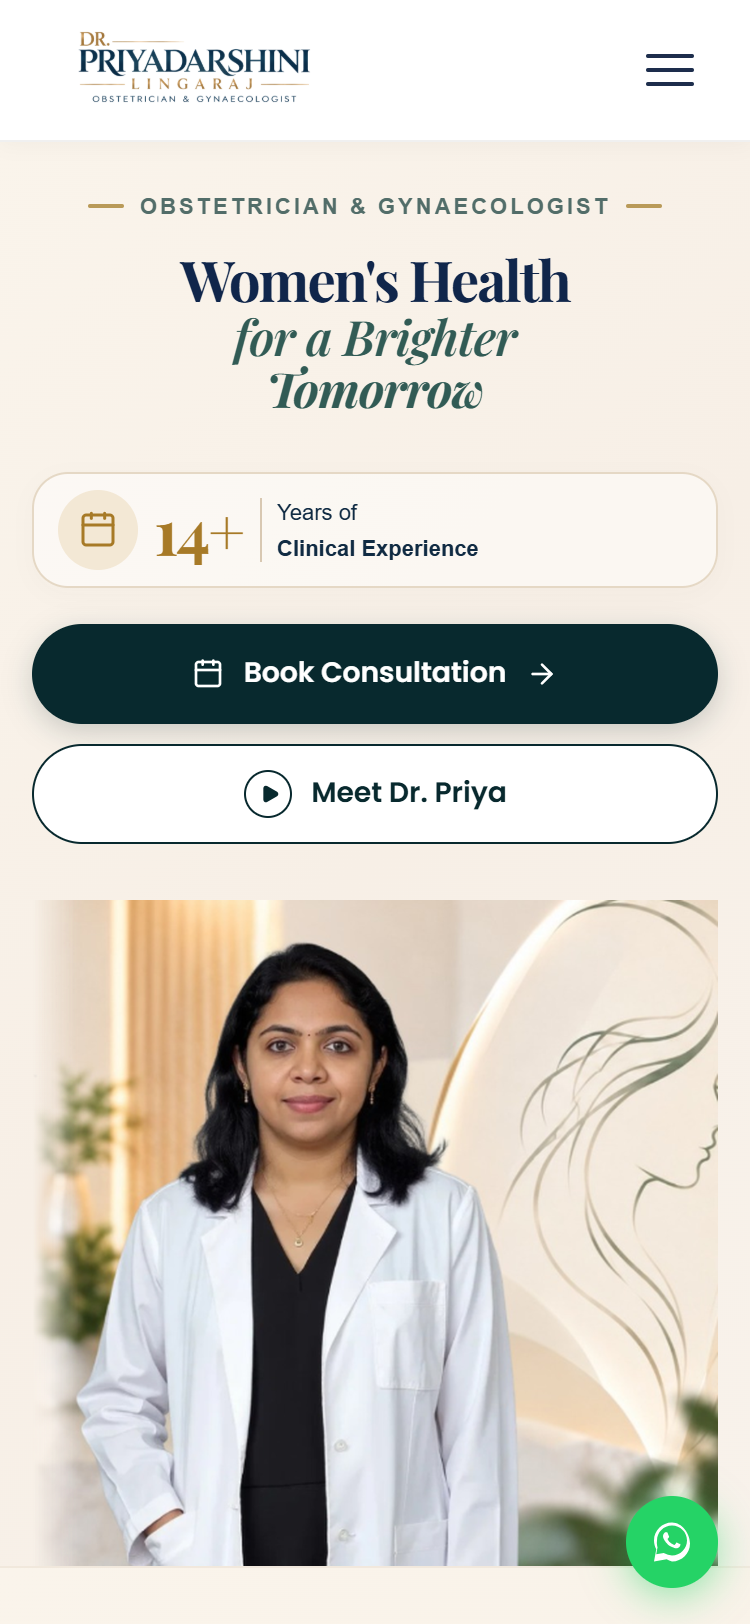 DR.
PRIYADARSHINI
LINGARAJ
OBSTETRICIAN & GYNAECOLOGIST
OBSTETRICIAN & GYNAECOLOGIST
Women's Health
for a Brighter
Tomorrow
14+
Years of
Clinical Experience
Book Consultation
Meet Dr. Priya